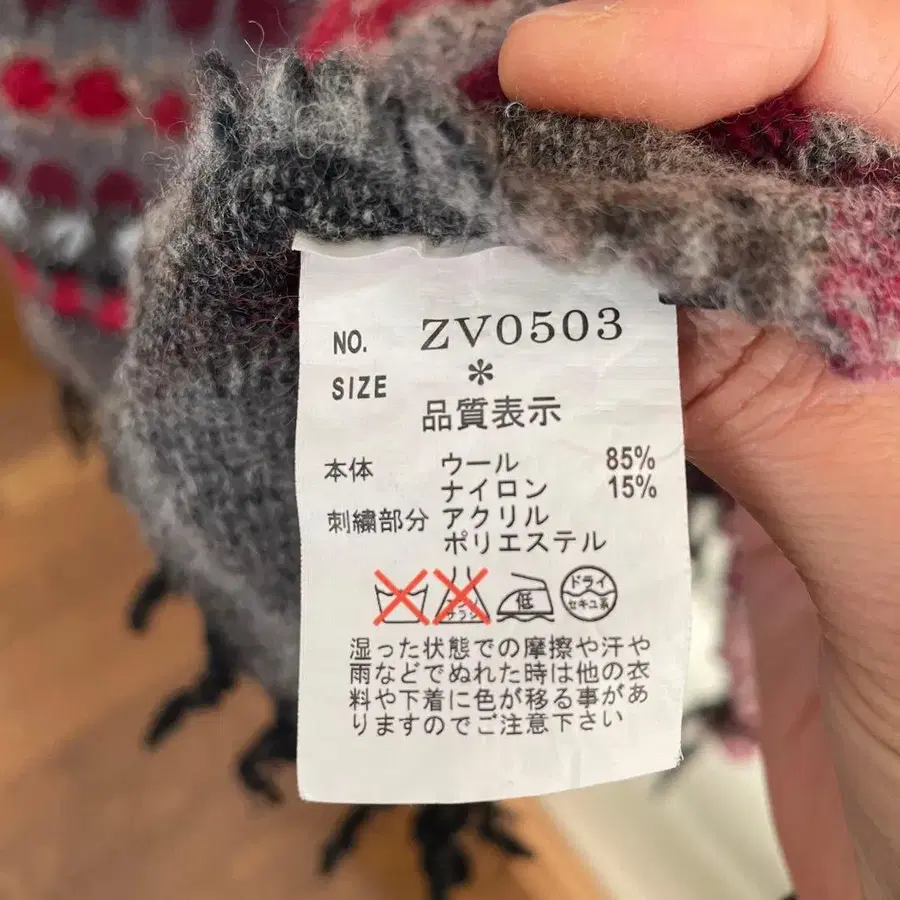 NO. ZV0503
SIZE *
品質表示
本体 ウール 85%
ナイロン 15%
刺繍部分 アクリル
ポリエステル
低 ドライ
セキユ系
湿った状態での摩擦や汗や
雨などでぬれた時は他の衣
料や下着に色が移る事があ
りますのでご注意下さい